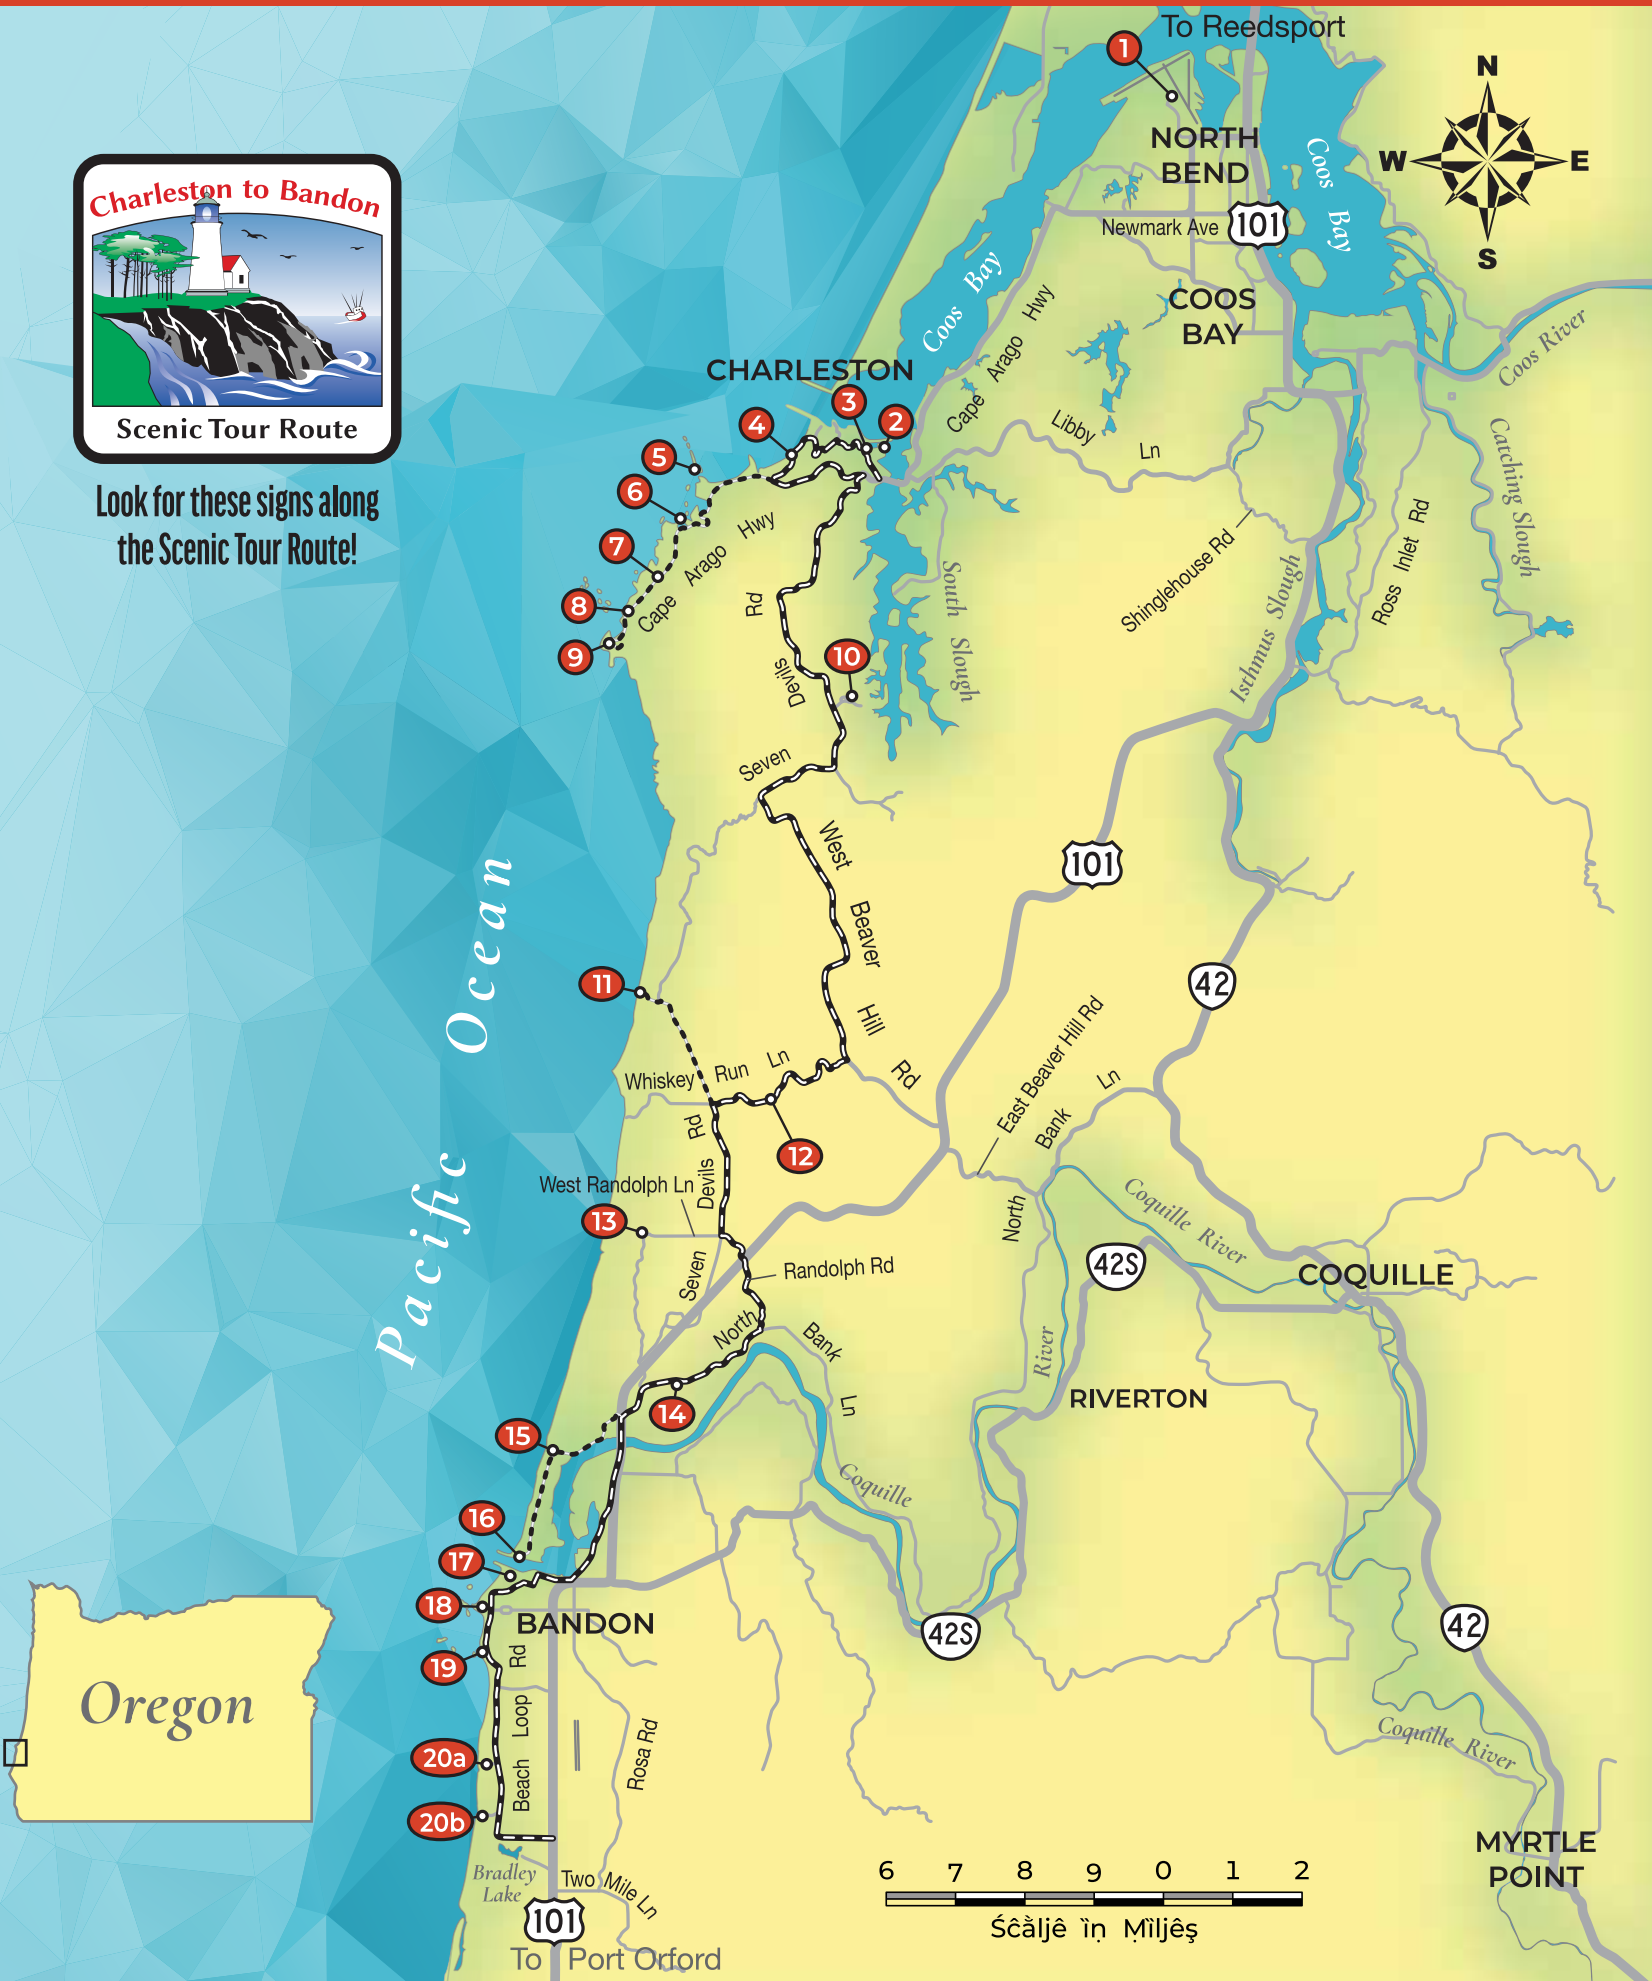 To Reedsport
1
N
W
E
S
NORTH
BEND
Newmark Ave
101
Coos Bay
COOS
BAY
Coos Bay
Cape Arago Hwy
Coos River
Charleston to Bandon
Scenic Tour Route
Look for these signs along
the Scenic Tour Route!
CHARLESTON
3
2
4
5
6
7
8
9
Cape Arago Hwy
Libby Ln
Catching Slough
Shinglehouse Rd
Ross Inlet Rd
Isthmus Slough
South Slough
10
Seven Devils Rd
West Beaver Hill Rd
101
42
Pacific Ocean
11
Whiskey Run Ln
12
East Beaver Hill Rd
North Bank Ln
West Randolph Ln
13
Seven Devils Rd
Randolph Rd
North Bank Ln
14
River
Coquille River
42S
COQUILLE
RIVERTON
15
Coquille
16
17
18
BANDON
19
42S
42
Oregon
Beach Loop Rd
Rosa Rd
20a
20b
Coquille River
MYRTLE
POINT
Bradley
Lake
Two Mile Ln
101
To Port Orford
6 7 8 9 0 1 2
Śĉằljê ïṇ Ṃïljêş